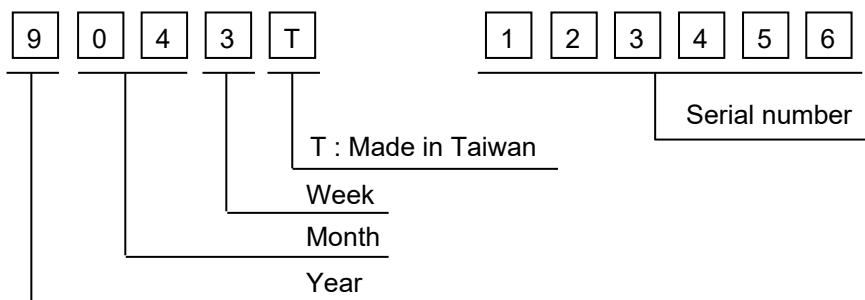 9 0 4 3 T 1 2 3 4 5 6
Serial number
T : Made in Taiwan
Week
Month
Year